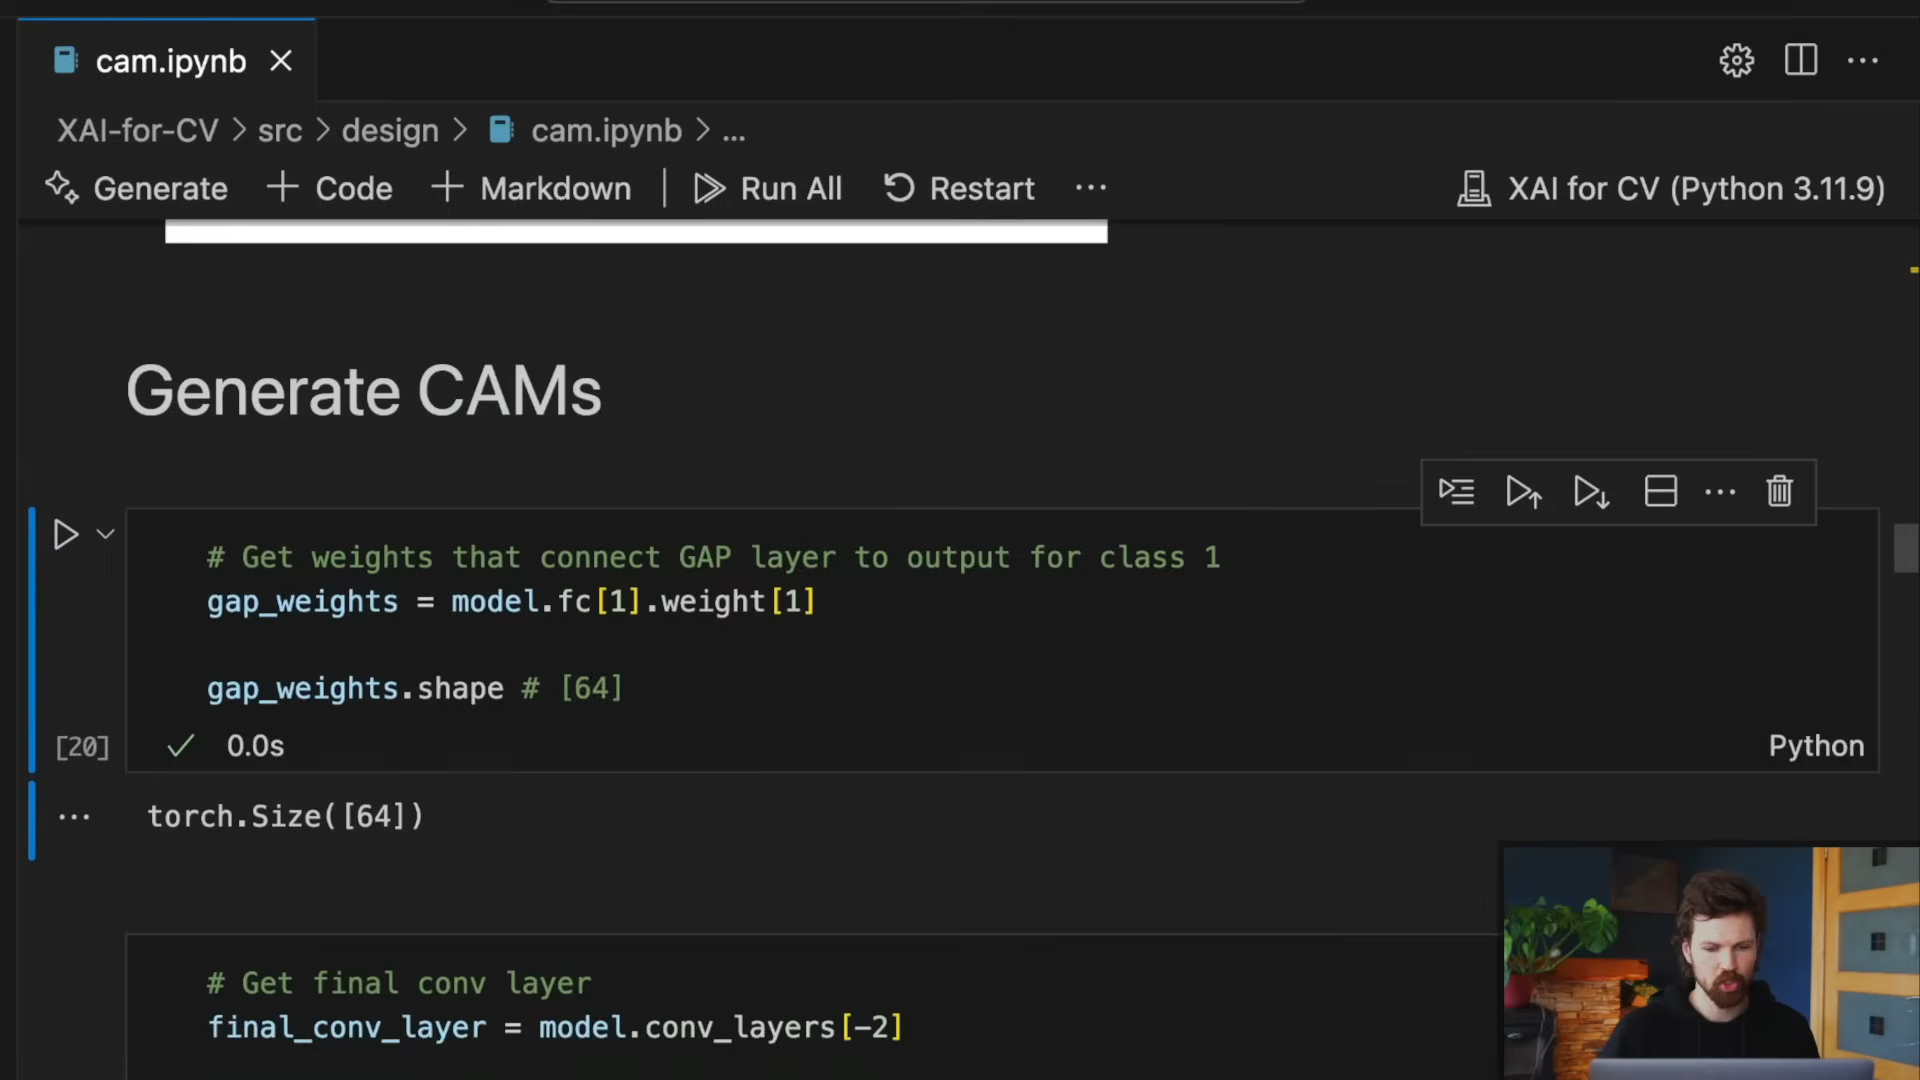 cam.ipynb
XAI-for-CV > src > design > cam.ipynb > ...
Generate + Code + Markdown | Run All Restart ... XAI for CV (Python 3.11.9)
Generate CAMs
# Get weights that connect GAP layer to output for class 1
gap_weights = model.fc[1].weight[1]
gap_weights.shape # [64]
[20] 0.0s Python
... torch.Size([64])
# Get final conv layer
final_conv_layer = model.conv_layers[-2]